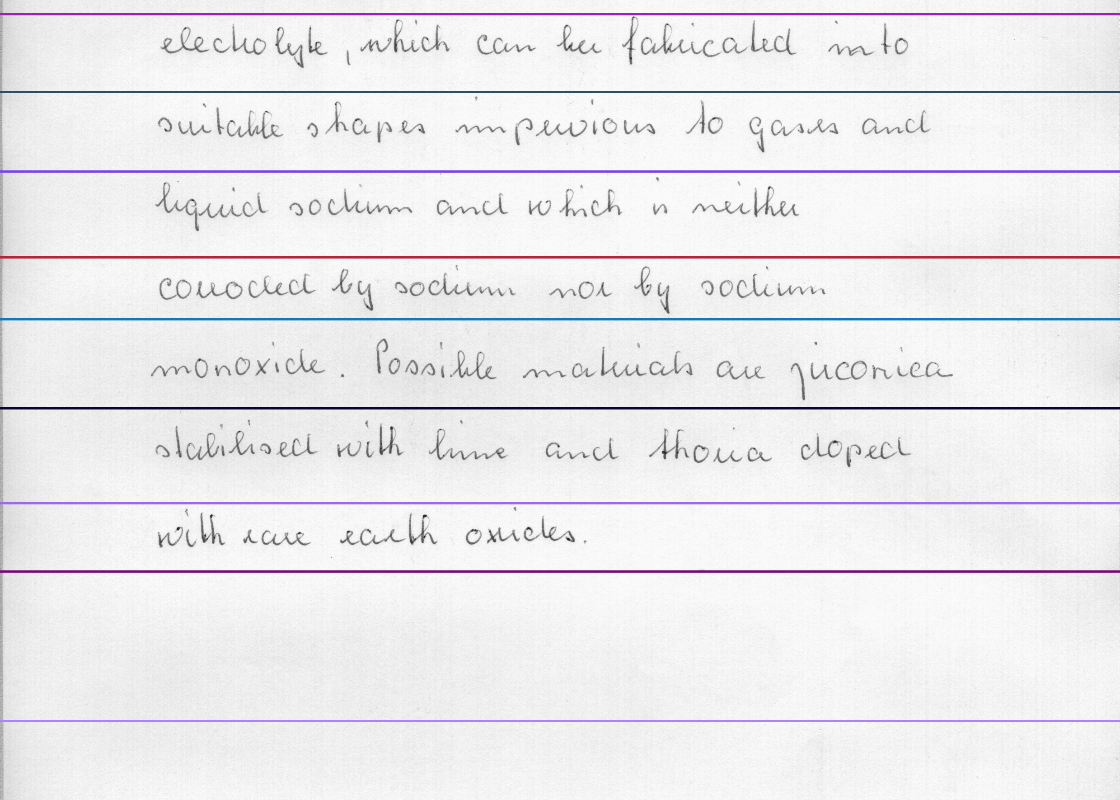 electrolyte, which can be fabricated into
suitable shapes impervious to gases and
liquid sodium and which is neither
corroded by sodium nor by sodium
monoxide. Possible materials are zirconica
stabilised with lime and thoria doped
with rare earth oxides.